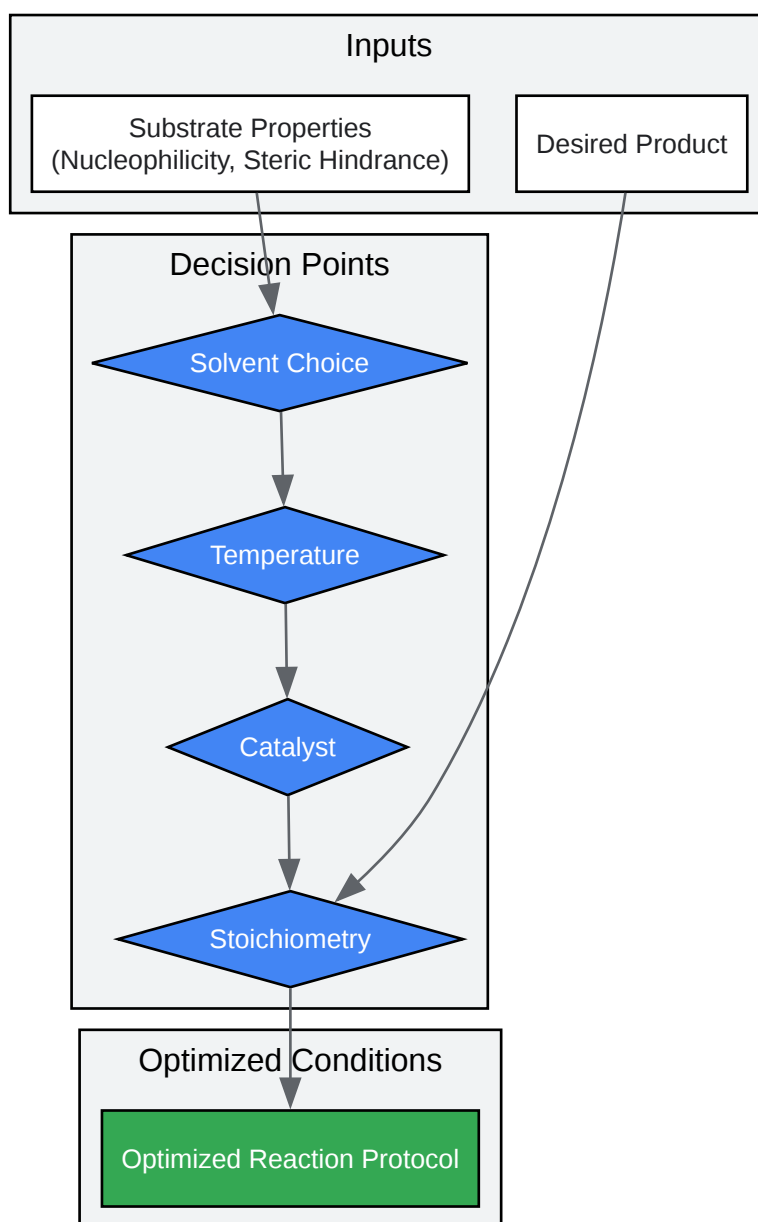 Inputs
Substrate Properties
(Nucleophilicity, Steric Hindrance)
Desired Product
Decision Points
Solvent Choice
Temperature
Catalyst
Stoichiometry
Optimized Conditions
Optimized Reaction Protocol